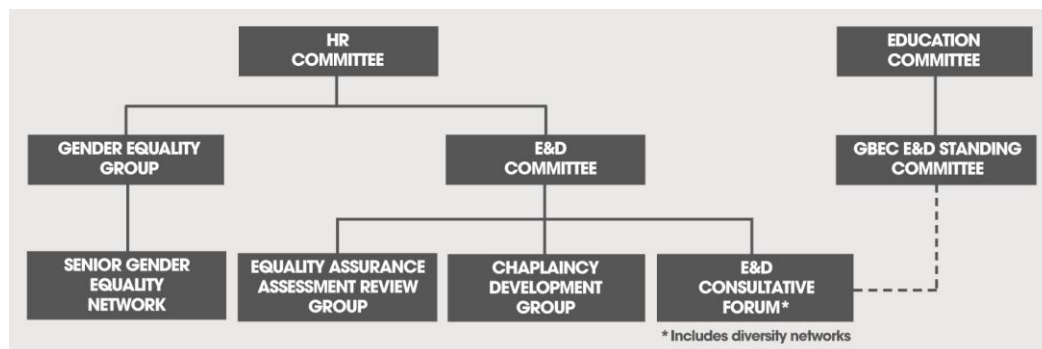 HR
COMMITTEE
EDUCATION
COMMITTEE
GENDER EQUALITY
GROUP
E&D
COMMITTEE
GBEC E&D STANDING
COMMITTEE
SENIOR GENDER
EQUALITY
NETWORK
EQUALITY ASSURANCE
ASSESSMENT REVIEW
GROUP
CHAPLAINCY
DEVELOPMENT
GROUP
E&D
CONSULTATIVE
FORUM*
* Includes diversity networks